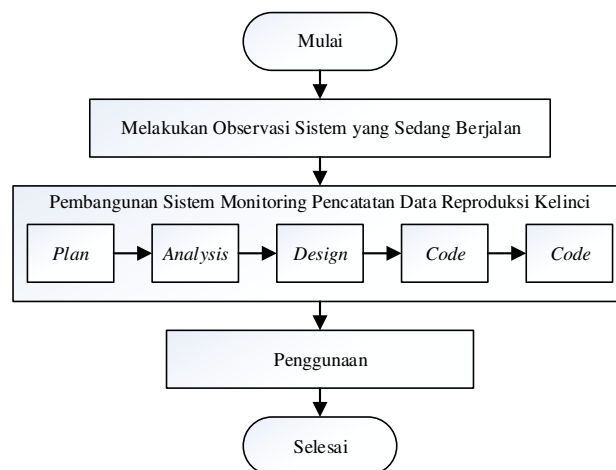 Mulai
Melakukan Observasi Sistem yang Sedang Berjalan
Pembangunan Sistem Monitoring Pencatatan Data Reproduksi Kelinci
Plan
Analysis
Design
Code
Code
Penggunaan
Selesai